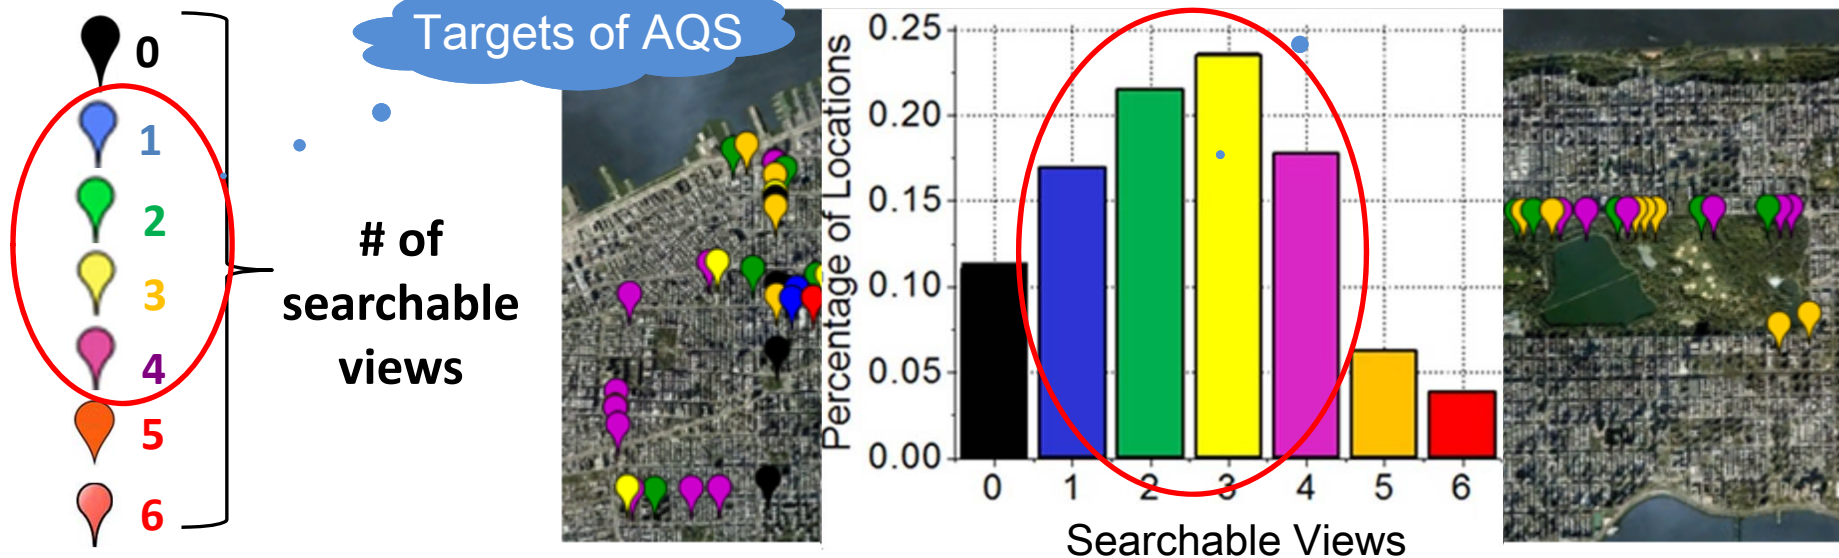 Targets of AQS
0
1
2
3
4
5
6
# of
searchable
views
Percentage of Locations
0.25
0.20
0.15
0.10
0.05
0.00
0 1 2 3 4 5 6
Searchable Views